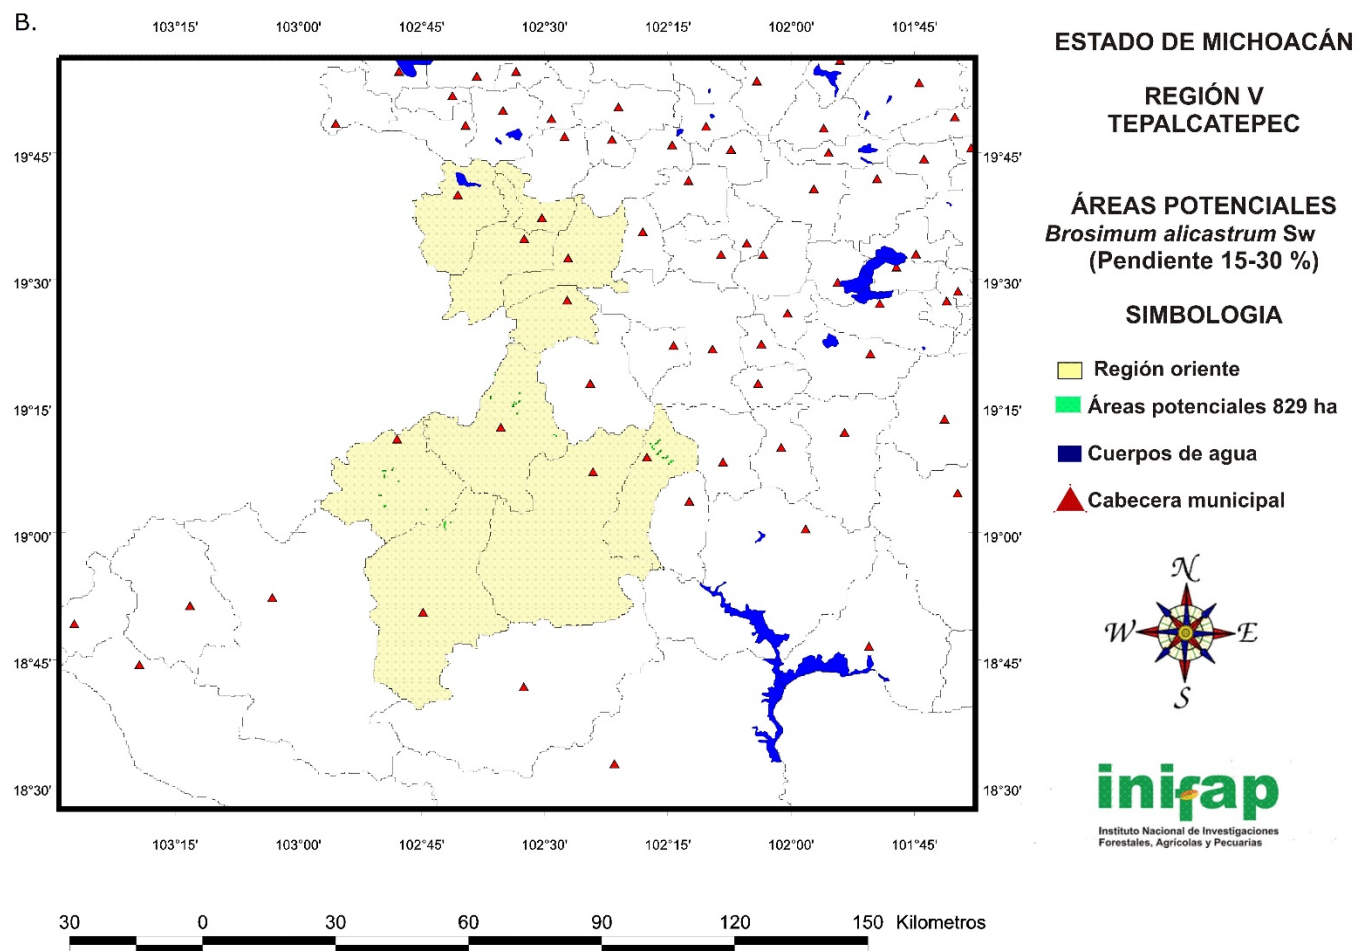 B.
103°15' 103°00' 102°45' 102°30' 102°15' 102°00' 101°45'
ESTADO DE MICHOACÁN
REGIÓN V
TEPALCATEPEC
ÁREAS POTENCIALES
Brosimum alicastrum Sw
(Pendiente 15-30 %)
SIMBOLOGIA
Región oriente
Áreas potenciales 829 ha
Cuerpos de agua
Cabecera municipal
19°45' 19°45'
19°30' 19°30'
19°15' 19°15'
19°00' 19°00'
18°45' 18°45'
18°30' 18°30'
N
W E
S
inifap
Instituto Nacional de Investigaciones
Forestales, Agrícolas y Pecuarias
103°15' 103°00' 102°45' 102°30' 102°15' 102°00' 101°45'
30 0 30 60 90 120 150 Kilometros